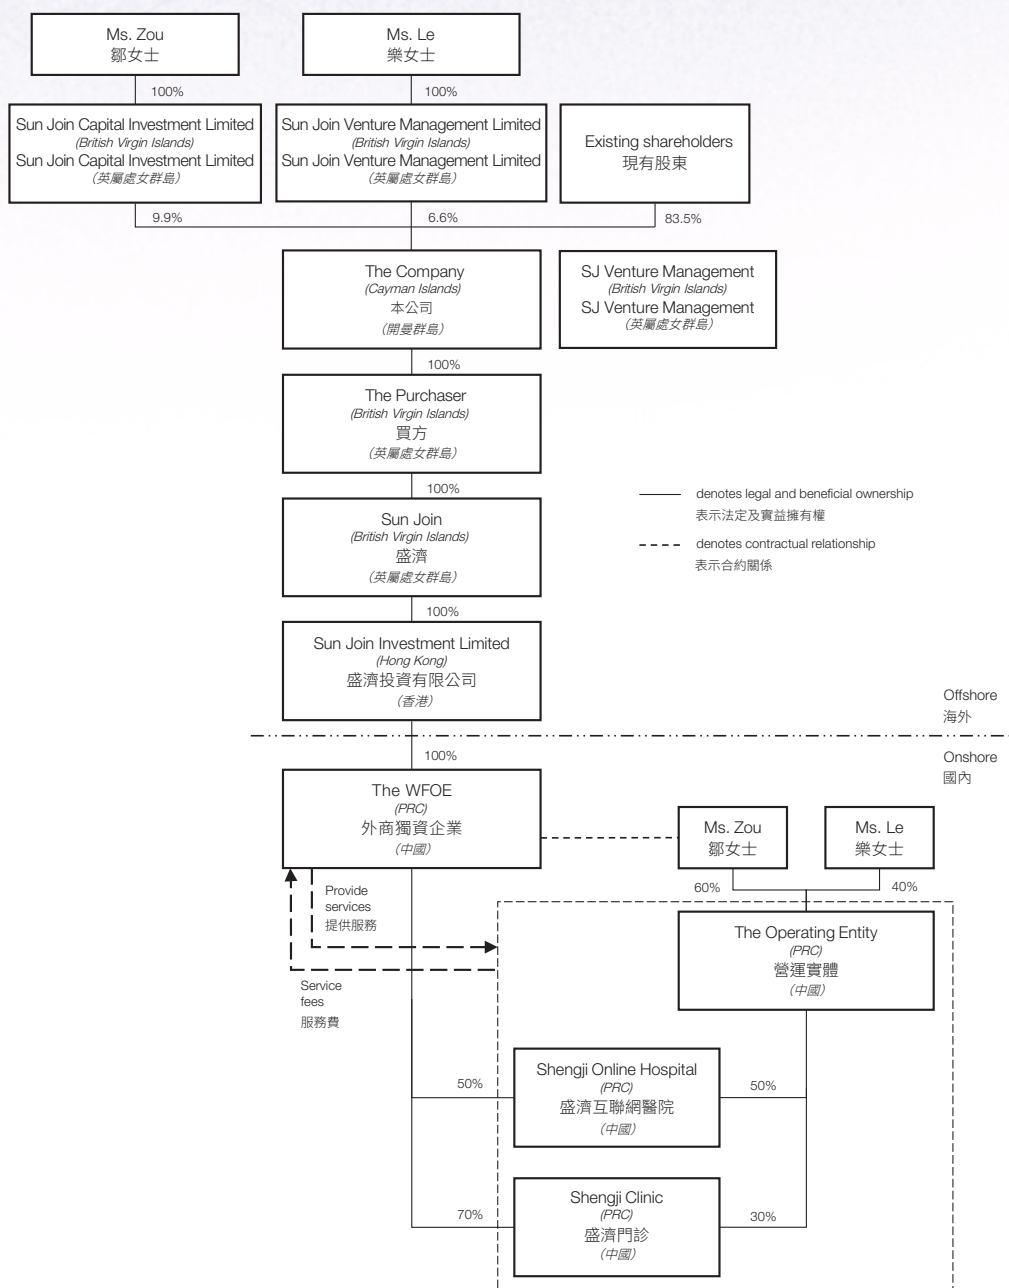 Ms. Zou
鄒女士
Ms. Le
樂女士
100%
100%
Sun Join Capital Investment Limited
(British Virgin Islands)
Sun Join Capital Investment Limited
（英屬處女群島）
Sun Join Venture Management Limited
(British Virgin Islands)
Sun Join Venture Management Limited
（英屬處女群島）
Existing shareholders
現有股東
9.9%
6.6%
83.5%
The Company
(Cayman Islands)
本公司
（開曼群島）
SJ Venture Management
(British Virgin Islands)
SJ Venture Management
（英屬處女群島）
100%
The Purchaser
(British Virgin Islands)
買方
（英屬處女群島）
100%
denotes legal and beneficial ownership
表示法定及實益擁有權
denotes contractual relationship
表示合約關係
Sun Join
(British Virgin Islands)
盛濟
（英屬處女群島）
100%
Sun Join Investment Limited
(Hong Kong)
盛濟投資有限公司
（香港）
Offshore
海外
Onshore
國內
100%
The WFOE
(PRC)
外商獨資企業
（中國）
Ms. Zou
鄒女士
Ms. Le
樂女士
60%
40%
Provide
services
提供服務
The Operating Entity
(PRC)
營運實體
（中國）
Service
fees
服務費
50%
Shengji Online Hospital
(PRC)
盛濟互聯網醫院
（中國）
50%
70%
Shengji Clinic
(PRC)
盛濟門診
（中國）
30%